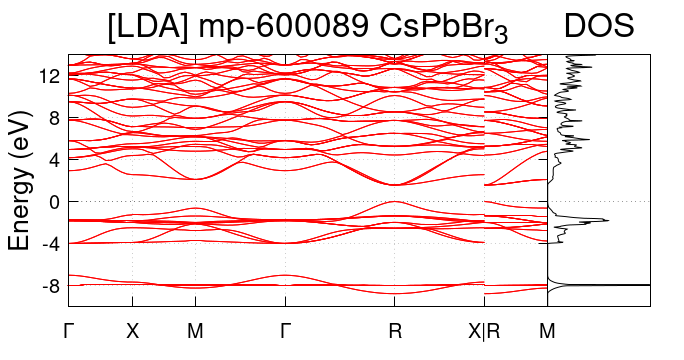 [LDA] mp-600089 CsPbBr3 DOS
Energy (eV)
12
8
4
0
-4
-8
Γ X M Γ R X|R M